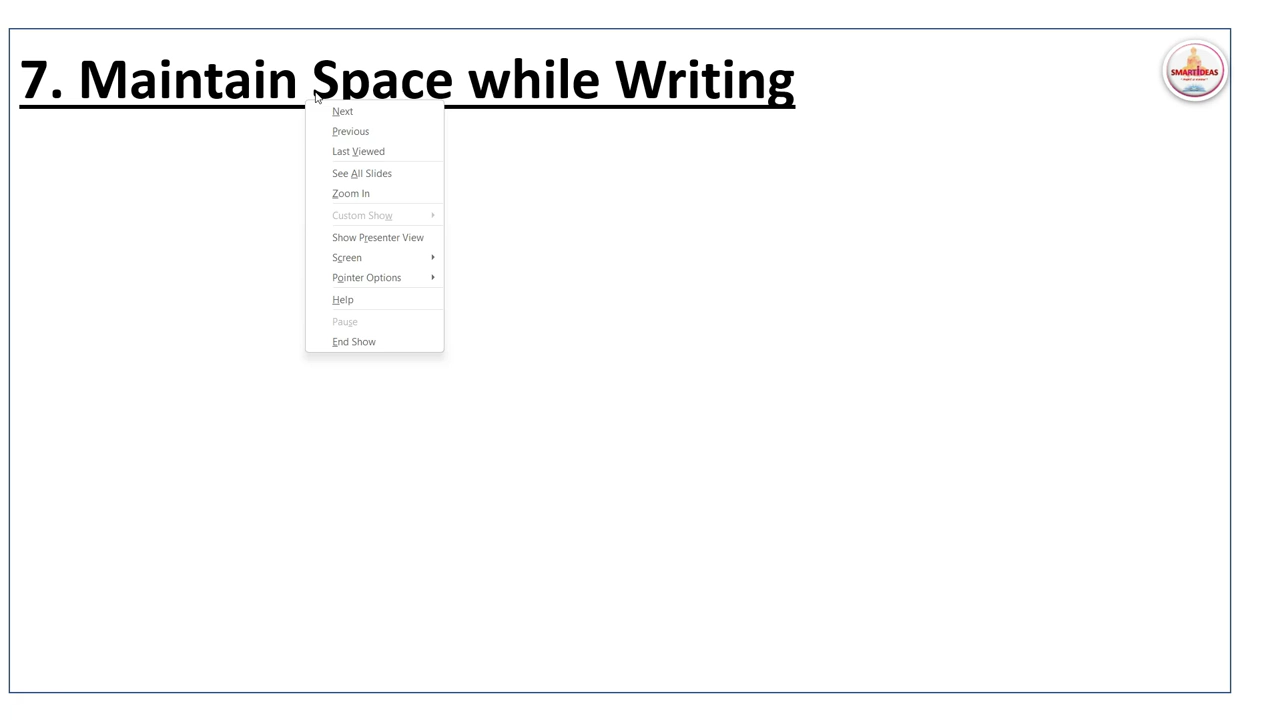 7. Maintain Space while Writing
SMARTIDEAS
Next
Previous
Last Viewed
See All Slides
Zoom In
Custom Show
Show Presenter View
Screen
Pointer Options
Help
Pause
End Show